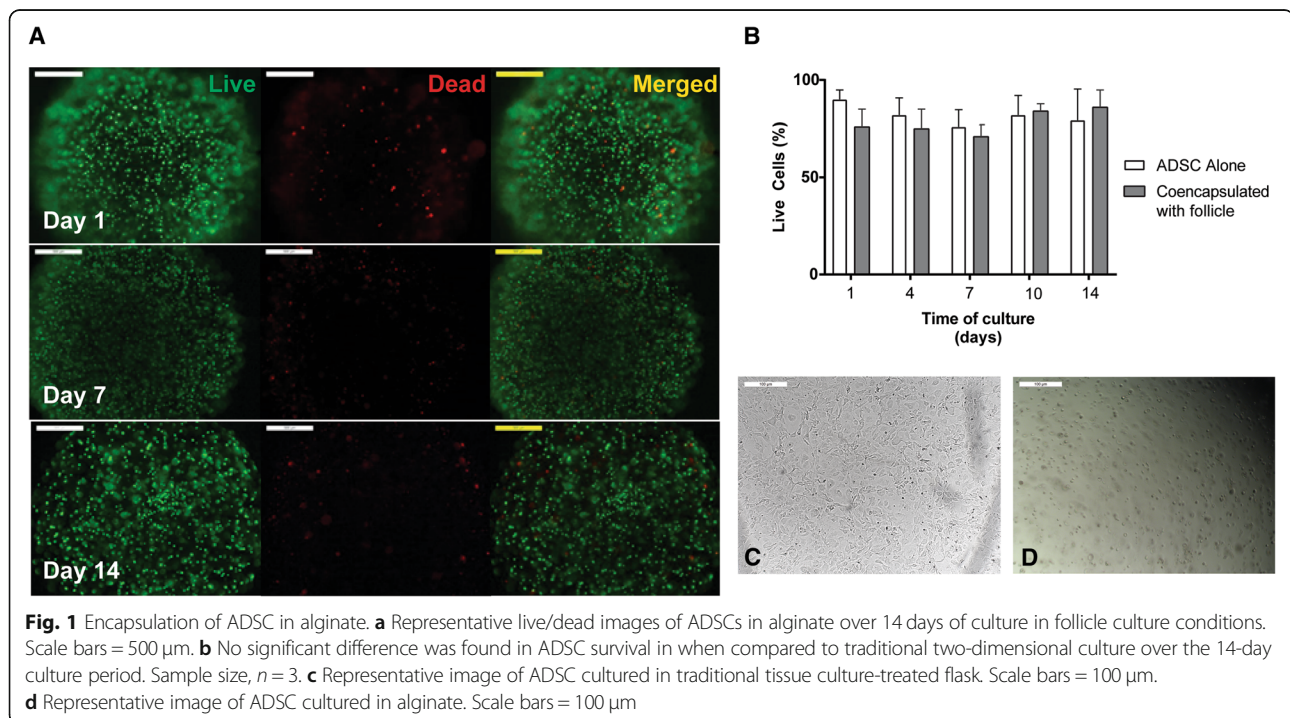 A
Live
Dead
Merged
Day 1
Day 7
Day 14
B
100
50
0
Live Cells (%)
1 4 7 10 14
Time of culture
(days)
ADSC Alone
Coencapsulated
with follicle
100 µm
C
100 µm
D
Fig. 1 Encapsulation of ADSC in alginate. a Representative live/dead images of ADSCs in alginate over 14 days of culture in follicle culture conditions.
Scale bars = 500 µm. b No significant difference was found in ADSC survival in when compared to traditional two-dimensional culture over the 14-day
culture period. Sample size, n = 3. c Representative image of ADSC cultured in traditional tissue culture-treated flask. Scale bars = 100 µm.
d Representative image of ADSC cultured in alginate. Scale bars = 100 µm